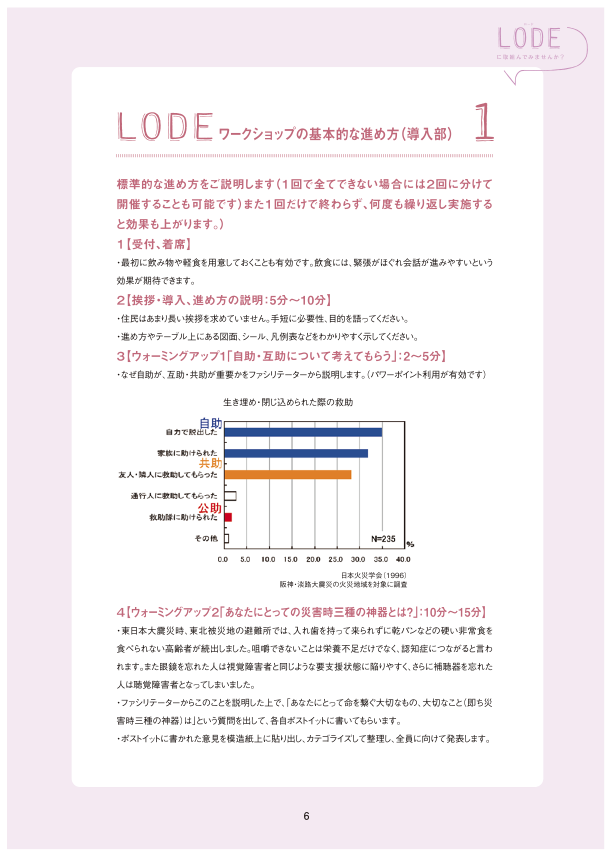 LODE
に取組んでみませんか?
LODE ワークショップの基本的な進め方(導入部) 1
標準的な進め方をご説明します(1回で全てできない場合には2回に分けて
開催することも可能です)また1回だけで終わらず、何度も繰り返し実施する
と効果も上がります。)
1【受付、着席】
・最初に飲み物や軽食を用意しておくことも有効です。飲食には、緊張がほぐれ会話が進みやすいという
効果が期待できます。
2【挨拶・導入、進め方の説明:5分〜10分】
・住民はあまり長い挨拶を求めていません。手短に必要性、目的を語ってください。
・進め方やテーブル上にある図面、シール、凡例表などをわかりやすく示してください。
3【ウォーミングアップ1「自助・互助について考えてもらう」:2〜5分】
・なぜ自助が、互助・共助が重要かをファシリテーターから説明します。(パワーポイント利用が有効です)
生き埋め・閉じ込められた際の救助
自助
自力で脱出した
家族に助けられた
共助
友人・隣人に救助してもらった
通行人に救助してもらった
公助
救助隊に助けられた
その他
N=235
%
0.0 5.0 10.0 15.0 20.0 25.0 30.0 35.0 40.0
日本火災学会(1996)
阪神・淡路大震災の火災地域を対象に調査
4【ウォーミングアップ2「あなたにとっての災害時三種の神器とは?」:10分〜15分】
・東日本大震災時、東北被災地の避難所では、入れ歯を持って来られずに乾パンなどの硬い非常食を
食べられない高齢者が続出しました。咀嚼できないことは栄養不足だけでなく、認知症につながると言わ
れます。また眼鏡を忘れた人は視覚障害者と同じような要支援状態に陥りやすく、さらに補聴器を忘れた
人は聴覚障害者となってしまいました。
・ファシリテーターからこのことを説明した上で、「あなたにとって命を繋ぐ大切なもの、大切なこと(即ち災
害時三種の神器)は」という質問を出して、各自ポストイットに書いてもらいます。
・ポストイットに書かれた意見を模造紙上に貼り出し、カテゴライズして整理し、全員に向けて発表します。
6